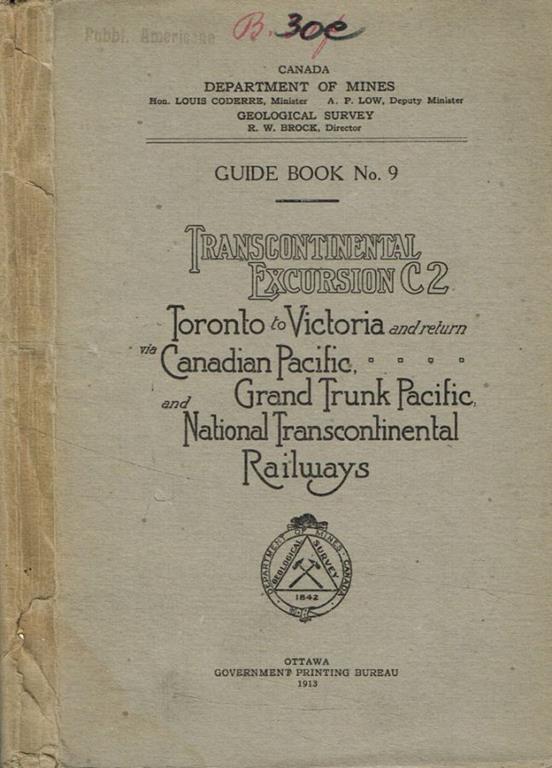 Pubbl. Americane
B. 30e
CANADA
DEPARTMENT OF MINES
Hon. LOUIS CODERRE, Minister A. P. LOW, Deputy Minister
GEOLOGICAL SURVEY
R. W. BROCK, Director
GUIDE BOOK No. 9
TRANSCONTINENTAL
EXCURSION C2
Toronto to Victoria and return
via Canadian Pacific,
and Grand Trunk Pacific,
National Transcontinental
Railways
DEPARTMENT OF MINES · CANADA
GEOLOGICAL SURVEY
1842
OTTAWA
GOVERNMENT PRINTING BUREAU
1913